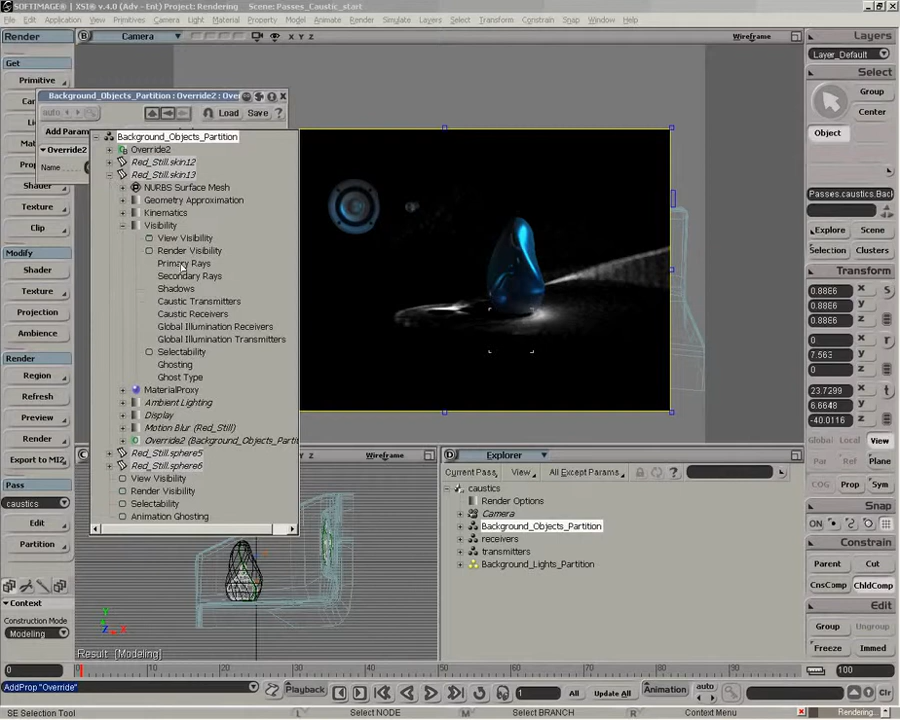 SOFTIMAGE® | XSI® v.4.0 (Adv - Ent) Project: Rendering    Scene: Passes_Caustic_start
File Edit Application View Primitives Camera Light Material Property Model Render Animate Simulate Layers Select Transform Constrain Snap Window Help
Render
B Camera X Y Z Wireframe
Layers
Get
Primitive
Layer_Default
Select
Group
Center
Object
Background_Objects_Partition : Override2 : Over
auto Load Save ?
Add Param
Override2
Name
Shader
Texture
Clip
Modify
Shader
Texture
Projection
Ambience
Render
Region
Refresh
Preview
Render
Export to MI2
Pass
caustics
Edit
Partition
Context
Construction Mode
Modeling
Background_Objects_Partition
Override2
Red_Still.skin12
Red_Still.skin13
NURBS Surface Mesh
Geometry Approximation
Kinematics
Visibility
View Visibility
Render Visibility
Primary Rays
Secondary Rays
Shadows
Caustic Transmitters
Caustic Receivers
Global Illumination Receivers
Global Illumination Transmitters
Selectability
Ghosting
Ghost Type
MaterialProxy
Ambient Lighting
Display
Motion Blur (Red_Still)
Override2 (Background_Objects_Parti
Red_Still.sphere5
Red_Still.sphere6
View Visibility
Render Visibility
Selectability
Animation Ghosting
Wireframe
Result [Modeling]
D Explorer
Current Pass View All Except Params
caustics
Render Options
Camera
Background_Objects_Partition
receivers
transmitters
Background_Lights_Partition
Passes.caustics.Bac
Explore Scene
Selection
Clusters
Transform
0.88E6 x s
0.88E6 y
0.88E6 z
0 x r
7.563 y
0 z
23.7299 x
6.6648 y
-40.0116 z
Global Local View
Par Ref Plane
COG Prop Sym
Snap
ON
Constrain
Parent Cut
CnsComp ChldComp
Edit
Group Ungroup
Freeze Immed
0 0 10 20 30 40 50 60 70 80 90 100
AddProp "Override" Playback 1 All Update All Animation auto Clr
SE Selection Tool L Select NODE M Select BRANCH R Context Menu Rendering...